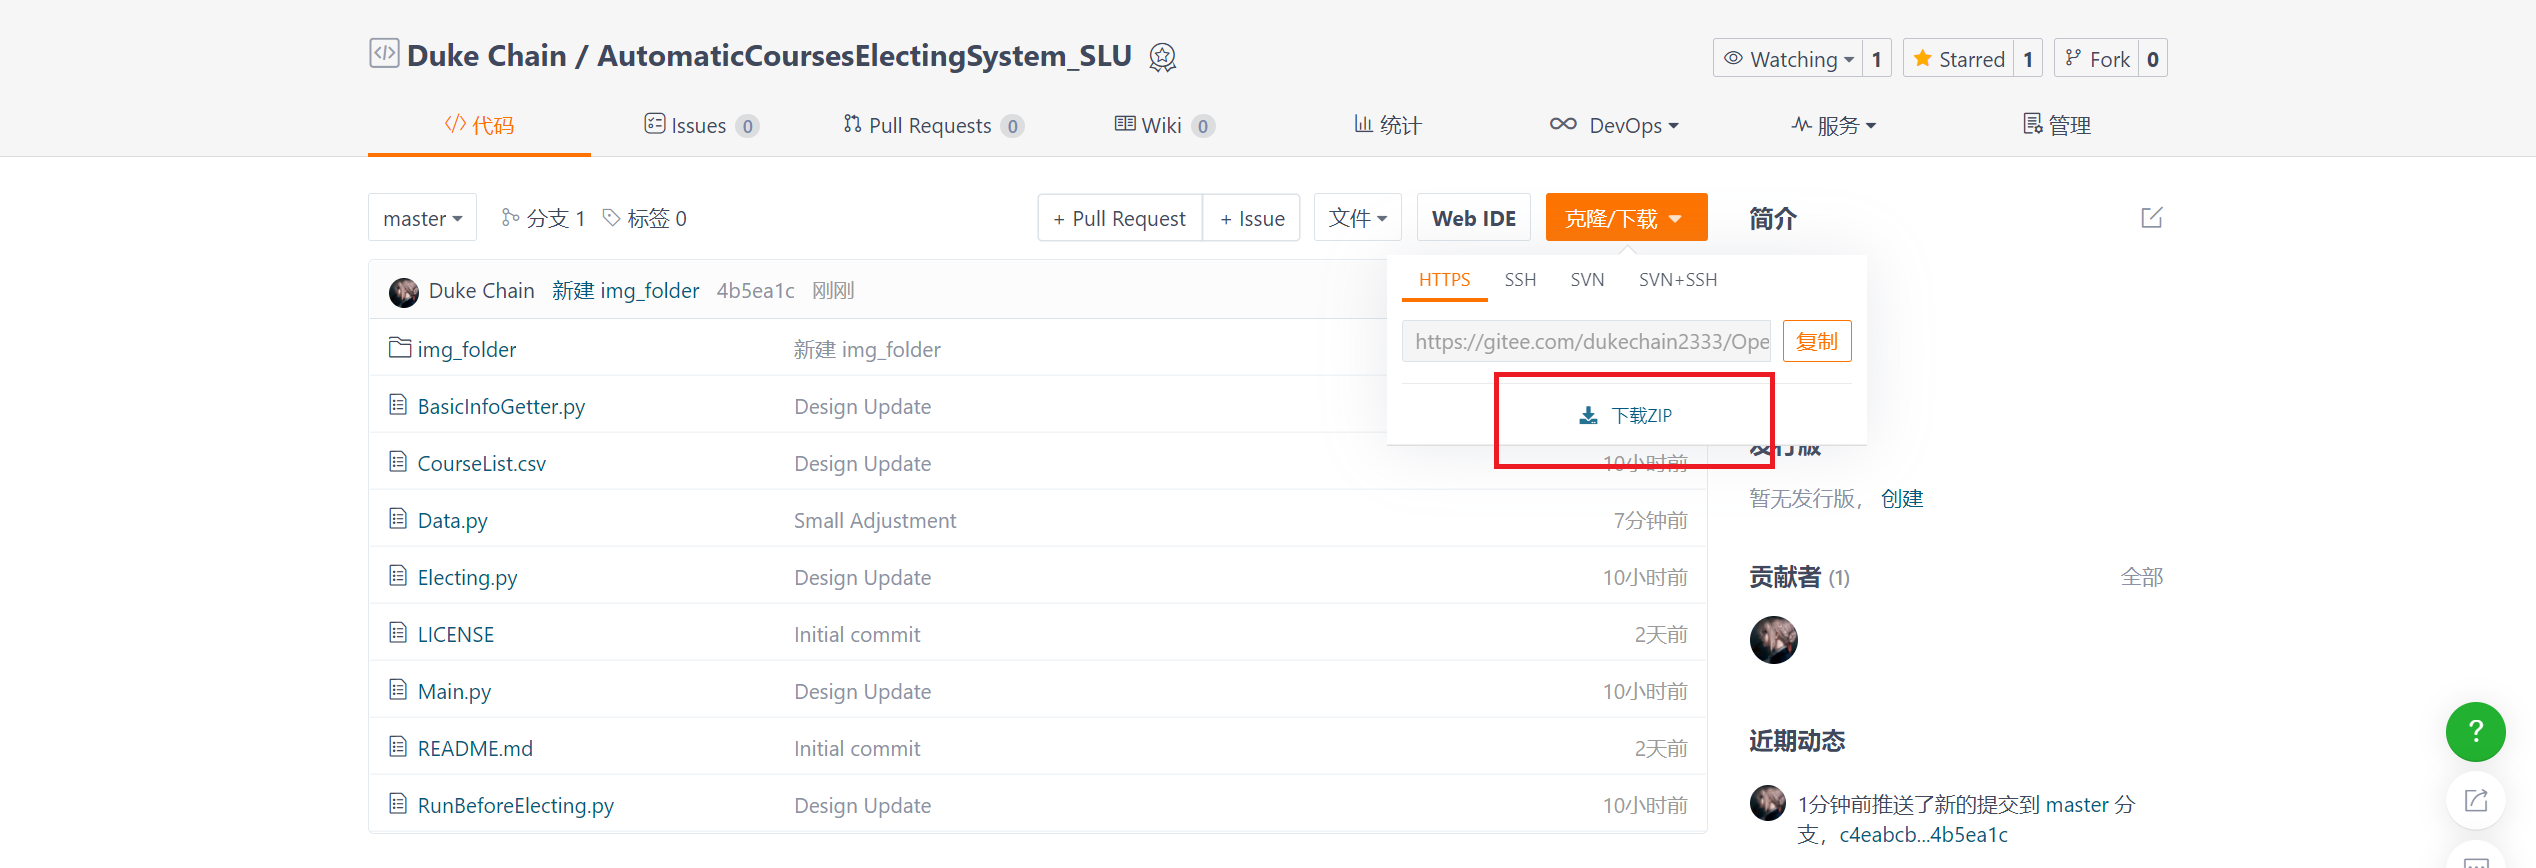 Duke Chain / AutomaticCoursesElectingSystem_SLU
Watching 1
Starred 1
Fork 0
代码
Issues 0
Pull Requests 0
Wiki 0
统计
DevOps
服务
管理
master
分支 1
标签 0
+ Pull Request
+ Issue
文件
Web IDE
克隆/下载
简介
HTTPS
SSH
SVN
SVN+SSH
https://gitee.com/dukechain2333/Ope
复制
下载ZIP
Duke Chain 新建 img_folder 4b5ea1c 刚刚
img_folder 新建 img_folder
BasicInfoGetter.py Design Update
CourseList.csv Design Update 10小时前
Data.py Small Adjustment 7分钟前
Electing.py Design Update 10小时前
LICENSE Initial commit 2天前
Main.py Design Update 10小时前
README.md Initial commit 2天前
RunBeforeElecting.py Design Update 10小时前
发行版
暂无发行版， 创建
贡献者 (1) 全部
近期动态
1分钟前推送了新的提交到 master 分
支，c4eabcb...4b5ea1c
?